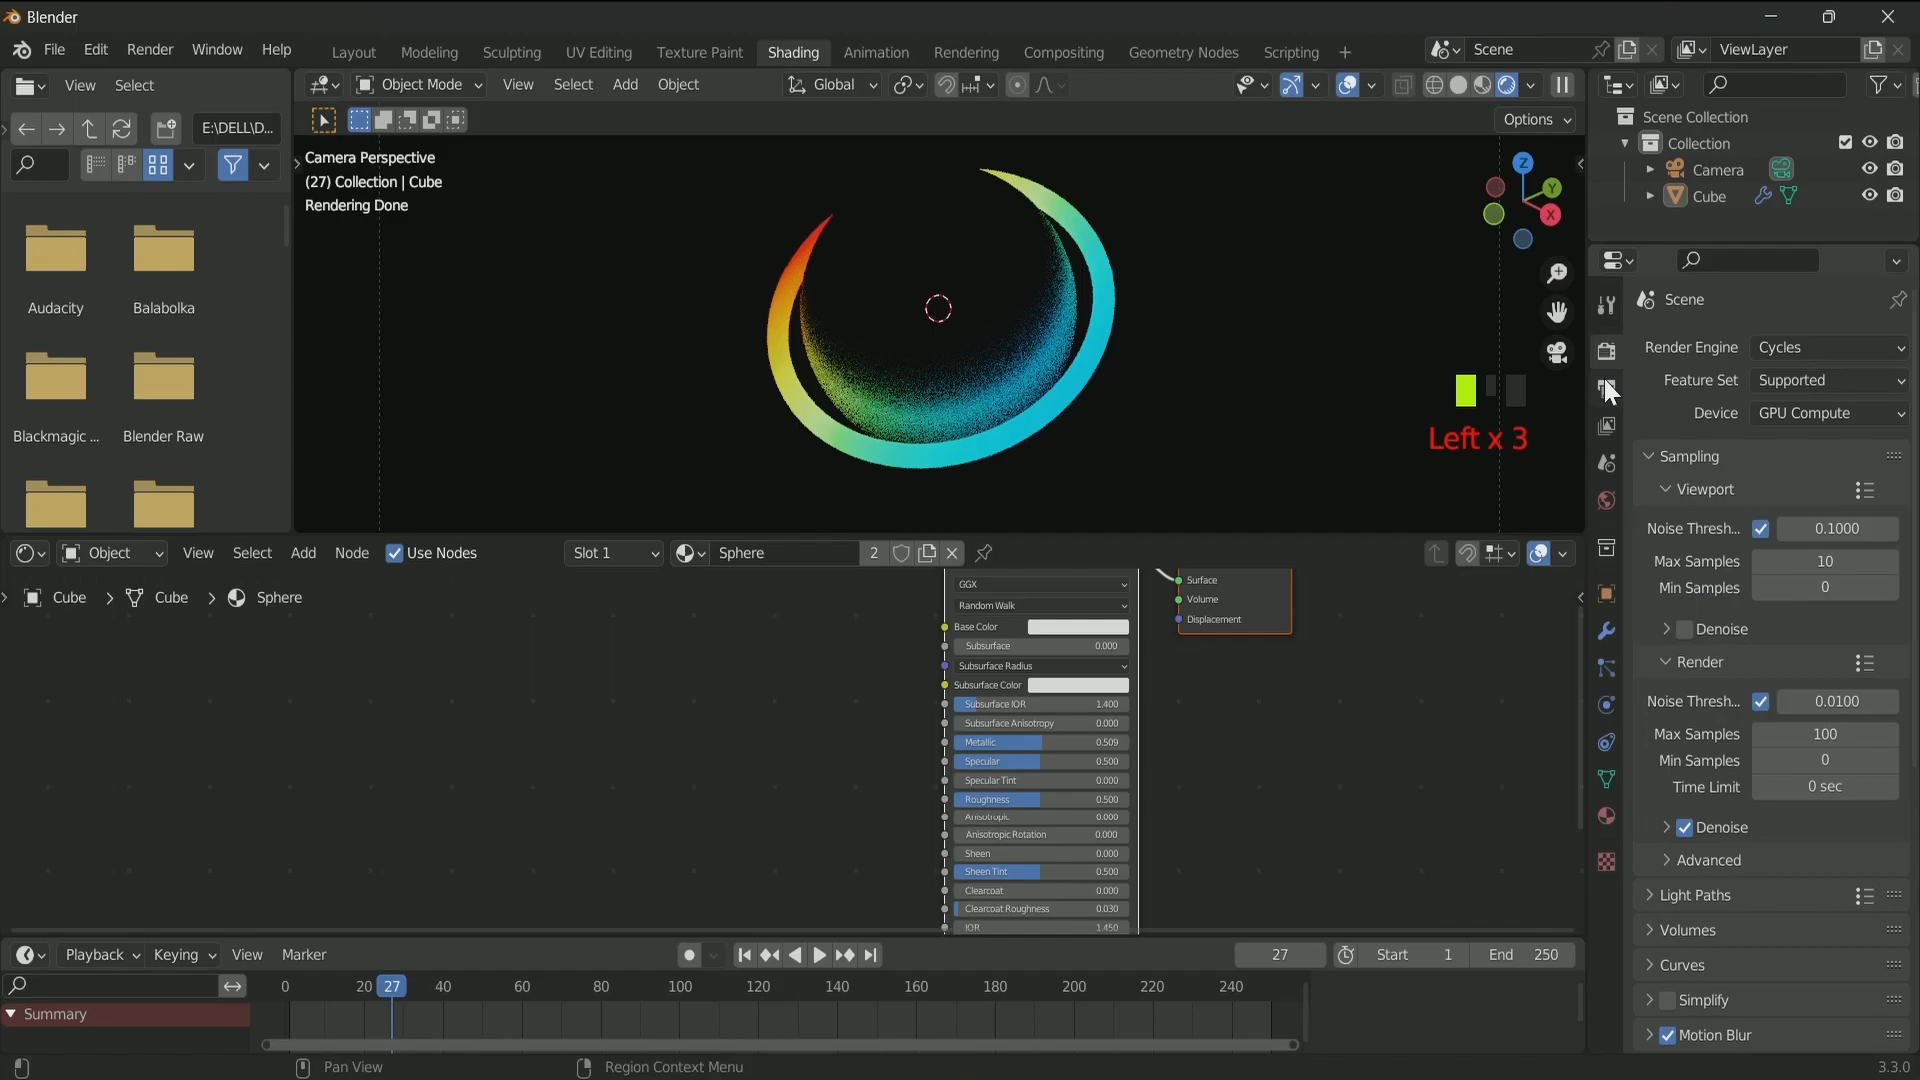 Blender
File Edit Render Window Help
Layout Modeling Sculpting UV Editing Texture Paint Shading Animation Rendering Compositing Geometry Nodes Scripting +
Scene
ViewLayer
View Select
Object Mode View Select Add Object
Global
E:\DELL\D...
Options
Camera Perspective
(27) Collection | Cube
Rendering Done
Z
Y
X
Audacity
Balabolka
Blackmagic ...
Blender Raw
Left x 3
Scene Collection
Collection
Camera
Cube
Scene
Render Engine Cycles
Feature Set Supported
Device GPU Compute
Sampling
Viewport
Noise Thresh... 0.1000
Max Samples 10
Min Samples 0
Denoise
Render
Noise Thresh... 0.0100
Max Samples 100
Min Samples 0
Time Limit 0 sec
Denoise
Advanced
Light Paths
Volumes
Curves
Simplify
Motion Blur
Object View Select Add Node Use Nodes Slot 1 Sphere 2
Cube > Cube > Sphere
GGX
Random Walk
Base Color
Subsurface 0.000
Subsurface Radius
Subsurface Color
Subsurface IOR 1.400
Subsurface Anisotropy 0.000
Metallic 0.509
Specular 0.500
Specular Tint 0.000
Roughness 0.500
Anisotropic 0.000
Anisotropic Rotation 0.000
Sheen 0.000
Sheen Tint 0.500
Clearcoat 0.000
Clearcoat Roughness 0.030
IOR 1.450
Surface
Volume
Displacement
Playback Keying View Marker
27 Start 1 End 250
0 20 27 40 60 80 100 120 140 160 180 200 220 240
Summary
Pan View
Region Context Menu
3.3.0